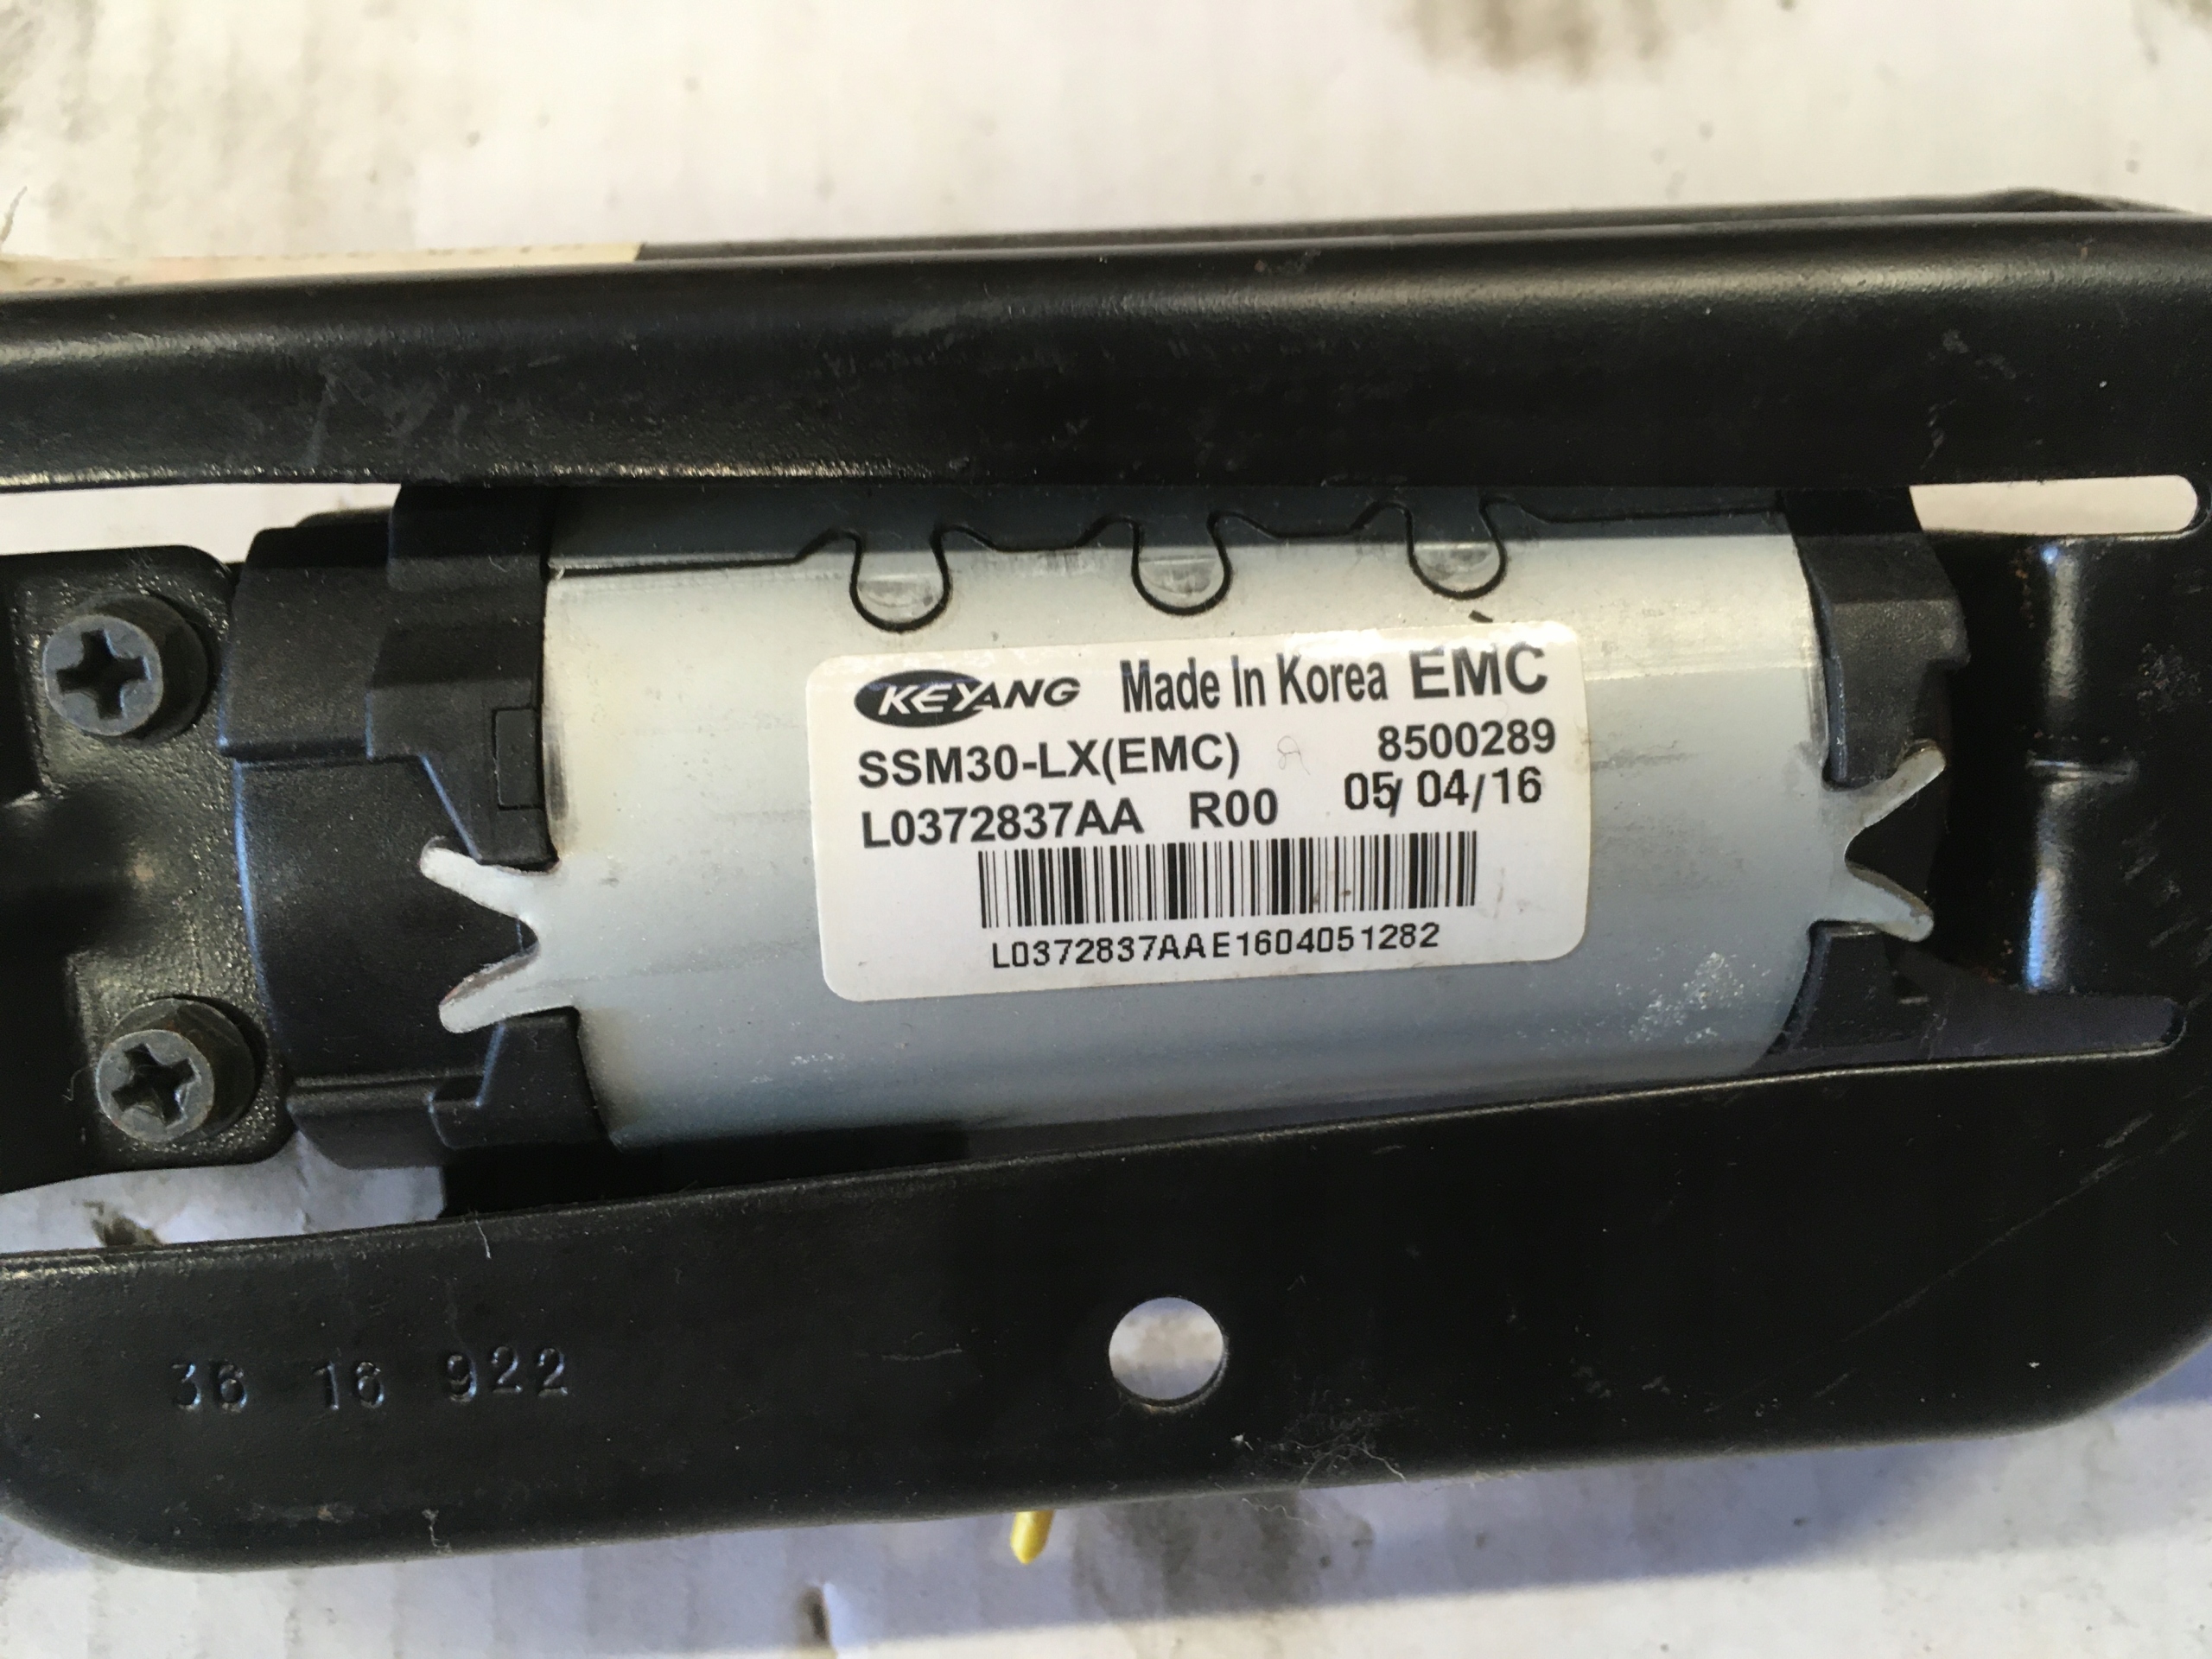 KEYANG Made In Korea EMC
SSM30-LX(EMC) 8500289
L0372837AA R00 05/ 04/16
L0372837AAE1604051282
36 16 922